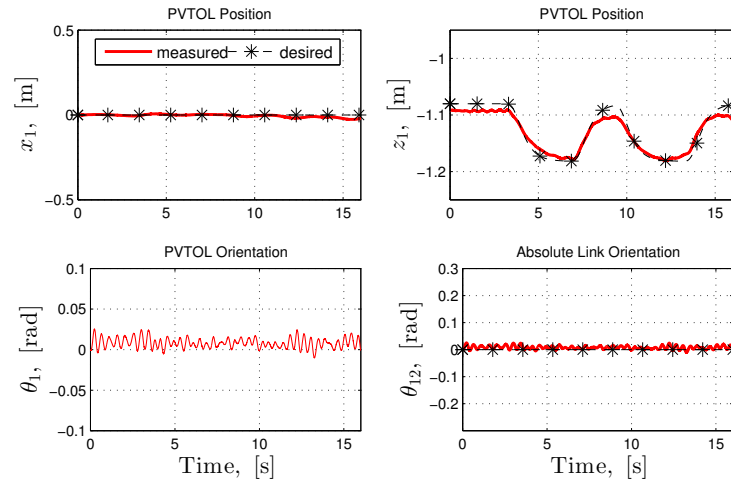 PVTOL Position
0.5
0
−0.5
0 5 10 15
x₁, [m]
measured desired
PVTOL Position
−1
−1.1
−1.2
0 5 10 15
z₁, [m]
PVTOL Orientation
0.1
0.05
0
−0.05
−0.1
0 5 10 15
θ₁, [rad]
Time, [s]
Absolute Link Orientation
0.3
0.2
0.1
0
−0.1
−0.2
0 5 10 15
θ₁₂, [rad]
Time, [s]